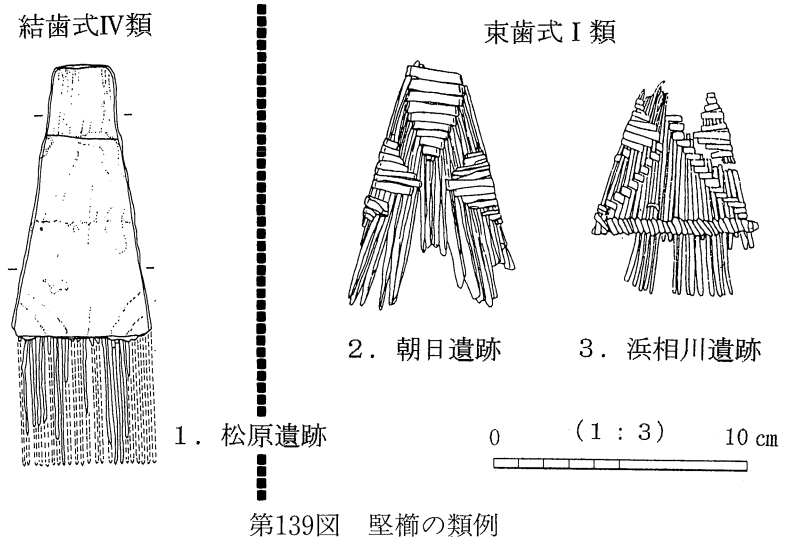 結歯式Ⅳ類
束歯式Ⅰ類
1．松原遺跡
2．朝日遺跡
3．浜相川遺跡
0 (1：3) 10cm
第139図 堅櫛の類例